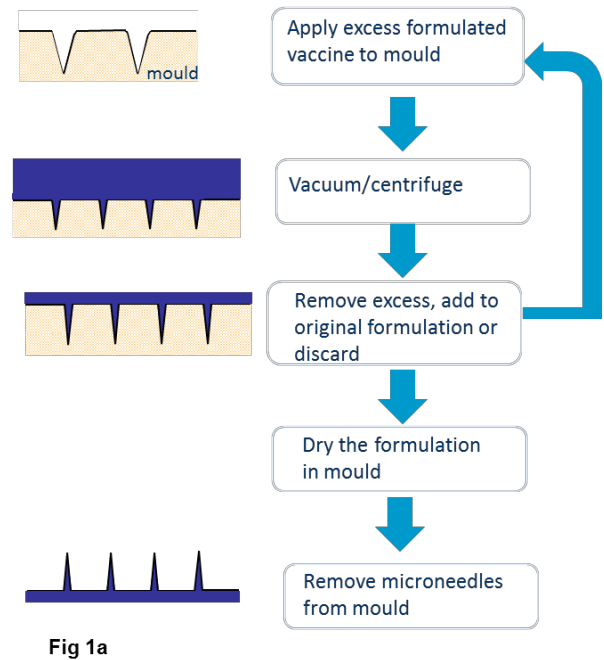 Apply excess formulated
vaccine to mould
mould
Vacuum/centrifuge
Remove excess, add to
original formulation or
discard
Dry the formulation
in mould
Remove microneedles
from mould
Fig 1a